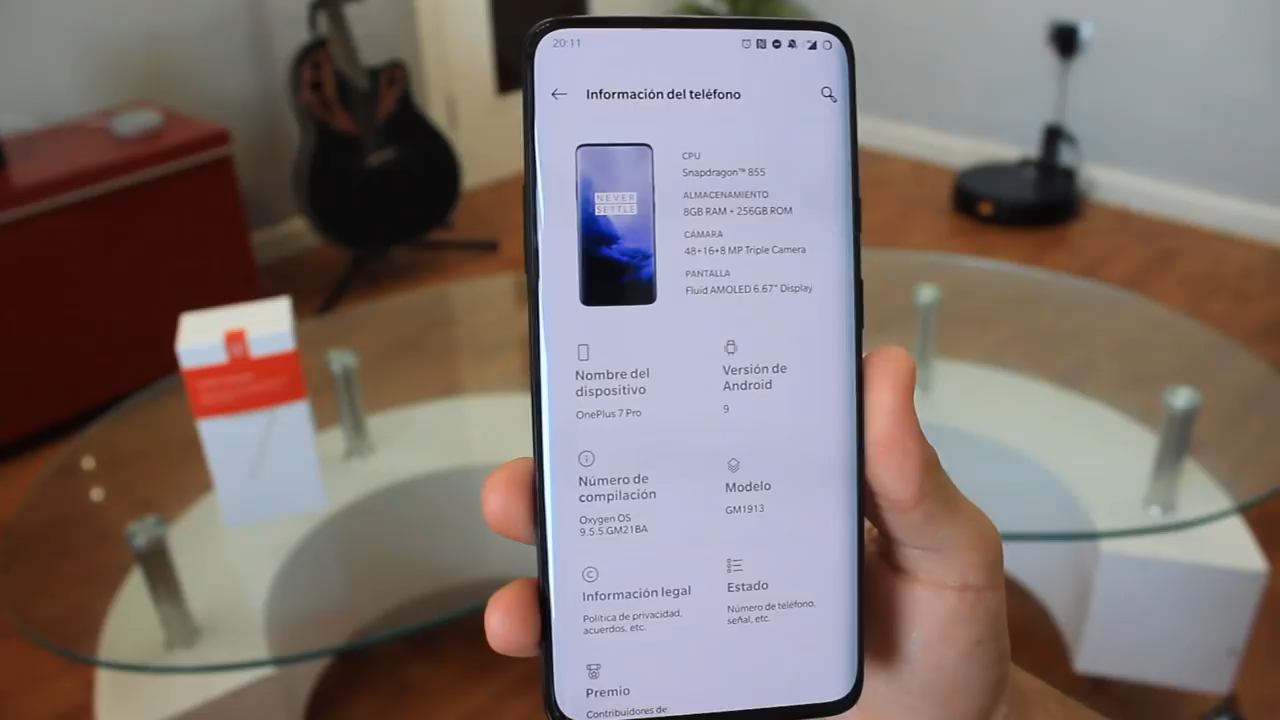 20:11
Información del teléfono
NEVER
SETTLE
CPU
Snapdragon™ 855
ALMACENAMIENTO
8GB RAM + 256GB ROM
CÁMARA
48+16+8 MP Triple Camera
PANTALLA
Fluid AMOLED 6.67" Display
Nombre del
dispositivo
OnePlus 7 Pro
Versión de
Android
9
Número de
compilación
Oxygen OS
9.5.5.GM21BA
Modelo
GM1913
Información legal
Política de privacidad,
acuerdos, etc.
Estado
Número de teléfono,
señal, etc.
Premio
Contribuidores de